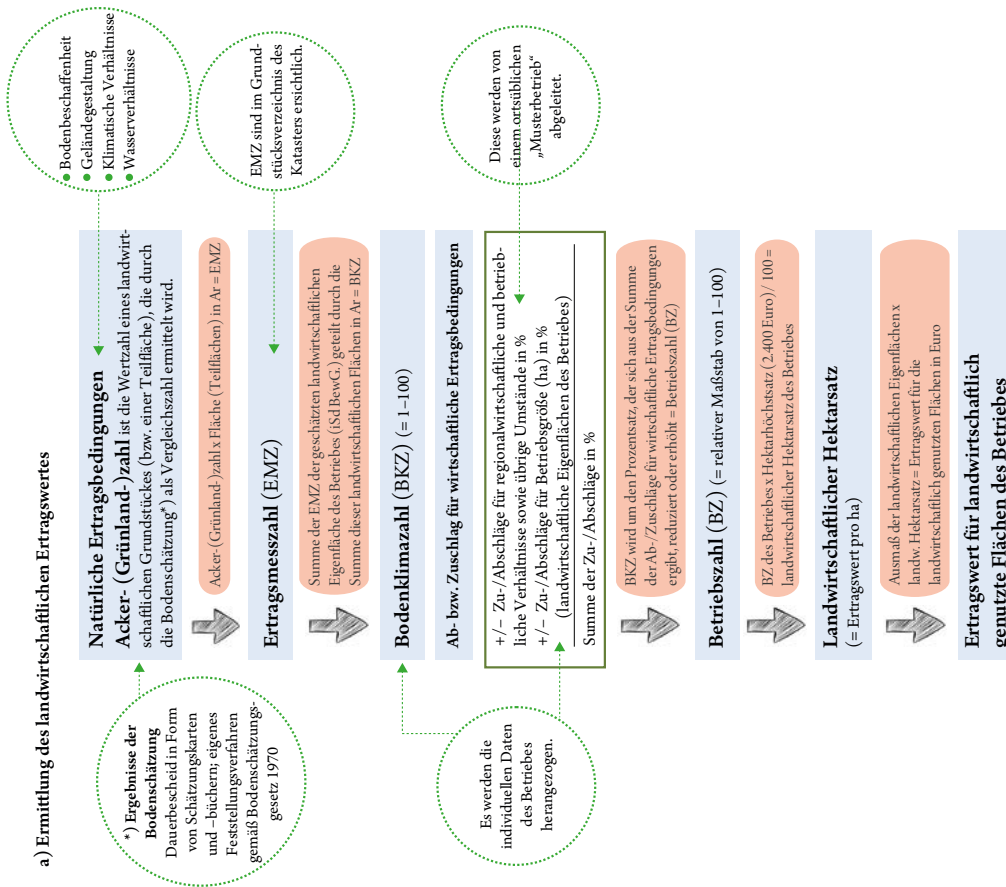 a) Ermittlung des landwirtschaftlichen Ertragswertes
Natürliche Ertragsbedingungen
Acker- (Grünland-)zahl ist die Wertzahl eines landwirt-
schaftlichen Grundstückes (bzw. einer Teilfläche), die durch
die Bodenschätzung*) als Vergleichszahl ermittelt wird.
● Bodenbeschaffenheit
● Geländegestaltung
● Klimatische Verhältnisse
● Wasserverhältnisse
*) Ergebnisse der
Bodenschätzung
Dauerbescheid in Form
von Schätzungskarten
und –büchern; eigenes
Feststellungsverfahren
gemäß Bodenschätzungs-
gesetz 1970
Acker-(Grünland-)zahl x Fläche (Teilflächen) in Ar = EMZ
Ertragsmesszahl (EMZ)
EMZ sind im Grund-
stücksverzeichnis des
Katasters ersichtlich.
Summe der EMZ der geschätzten landwirtschaftlichen
Eigenfläche des Betriebes (iSd BewG.) geteilt durch die
Summe dieser landwirtschaftlichen Flächen in Ar = BKZ
Bodenklimazahl (BKZ) (= 1–100)
Ab- bzw. Zuschlag für wirtschaftliche Ertragsbedingungen
+/– Zu-/Abschläge für regionalwirtschaftliche und betrieb-
liche Verhältnisse sowie übrige Umstände in %
+/– Zu-/Abschläge für Betriebsgröße (ha) in %
(landwirtschaftliche Eigenflächen des Betriebes)
Summe der Zu-/Abschläge in %
Diese werden von
einem ortsüblichen
„Musterbetrieb“
abgeleitet.
Es werden die
individuellen Daten
des Betriebes
herangezogen.
BKZ wird um den Prozentsatz, der sich aus der Summe
der Ab-/Zuschläge für wirtschaftliche Ertragsbedingungen
ergibt, reduziert oder erhöht = Betriebszahl (BZ)
Betriebszahl (BZ) (= relativer Maßstab von 1–100)
BZ des Betriebes x Hektarhöchstsatz (2.400 Euro)/ 100 =
landwirtschaftlicher Hektarsatz des Betriebes
Landwirtschaftlicher Hektarsatz
(= Ertragswert pro ha)
Ausmaß der landwirtschaftlichen Eigenflächen x
landw. Hektarsatz = Ertragswert für die
landwirtschaftlich genutzten Flächen in Euro
Ertragswert für landwirtschaftlich
genutzte Flächen des Betriebes